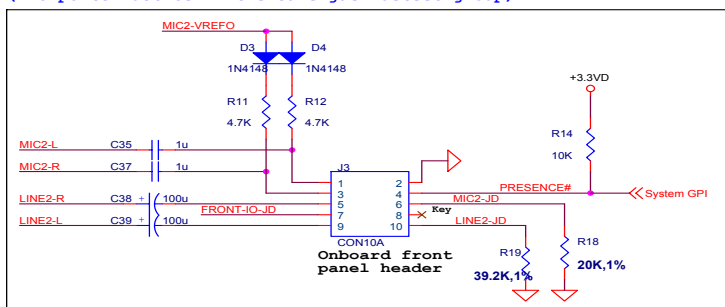 MIC2-VREFO
D3 D4
1N4148 1N4148
+3.3VD
R11 R12
4.7K 4.7K
R14
10K
MIC2-L C35 1u
MIC2-R C37 1u
J3
1 2
3 4 PRESENCE# System GPI
LINE2-R C38 + 100u 5 6 MIC2-JD
FRONT-IO-JD 7 8 Key
LINE2-L C39 + 100u 9 10 LINE2-JD
CON10A
Onboard front
panel header
R19 R18
39.2K,1% 20K,1%